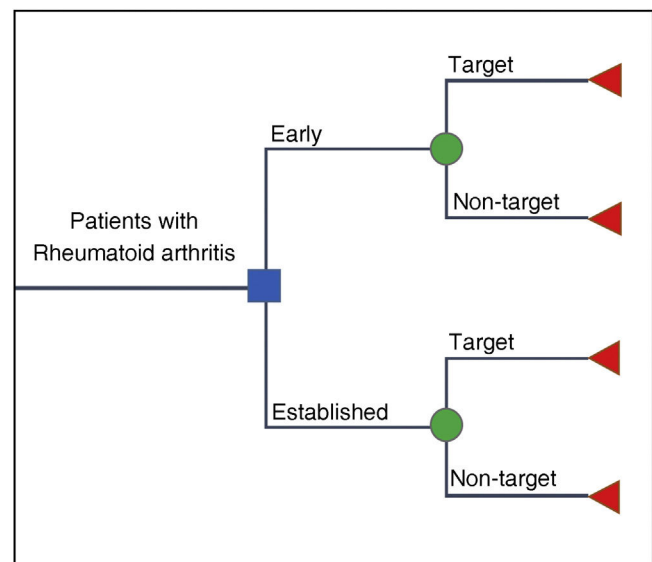 Target
Early
Non-target
Patients with
Rheumatoid arthritis
Target
Established
Non-target